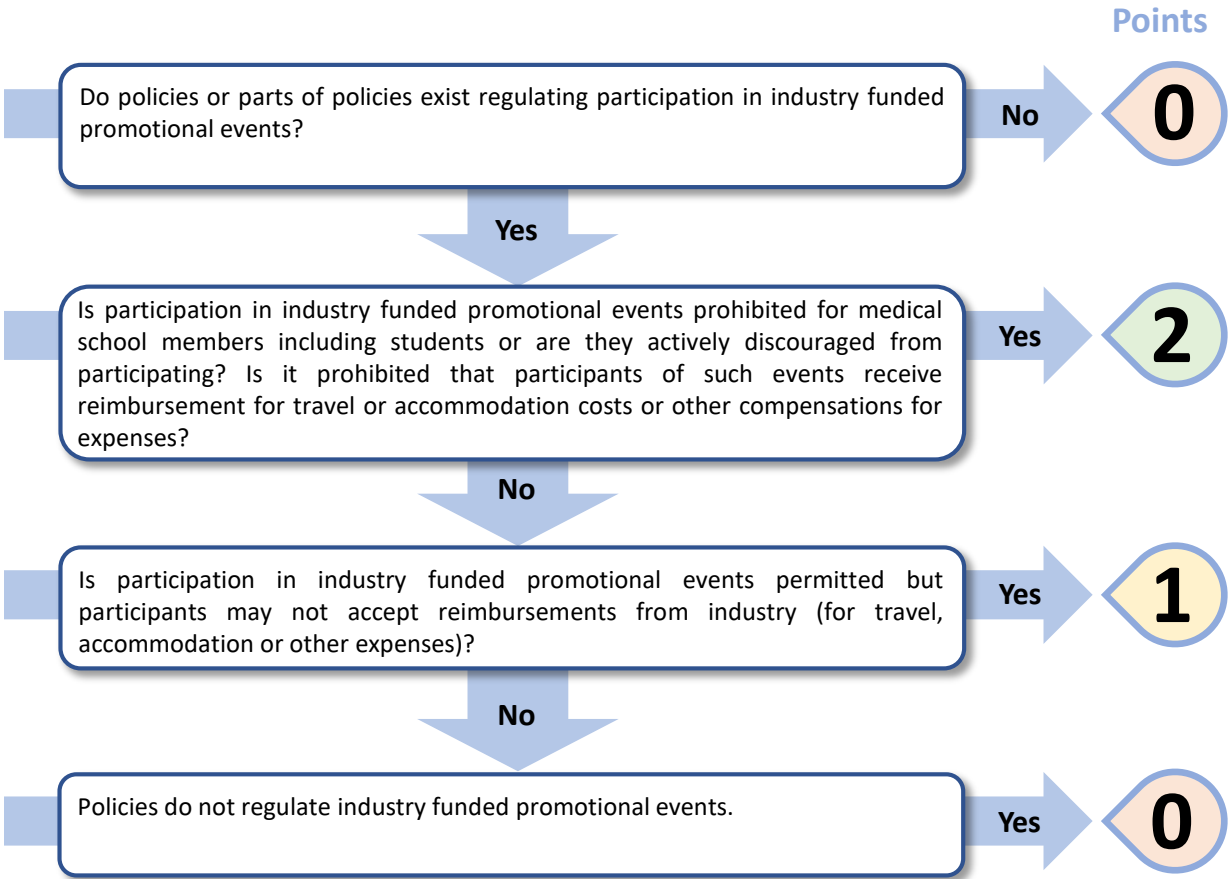 Points
Do policies or parts of policies exist regulating participation in industry funded
promotional events?
No
0
Yes
Is participation in industry funded promotional events prohibited for medical
school members including students or are they actively discouraged from
participating? Is it prohibited that participants of such events receive
reimbursement for travel or accommodation costs or other compensations for
expenses?
Yes
2
No
Is participation in industry funded promotional events permitted but
participants may not accept reimbursements from industry (for travel,
accommodation or other expenses)?
Yes
1
No
Policies do not regulate industry funded promotional events.
Yes
0